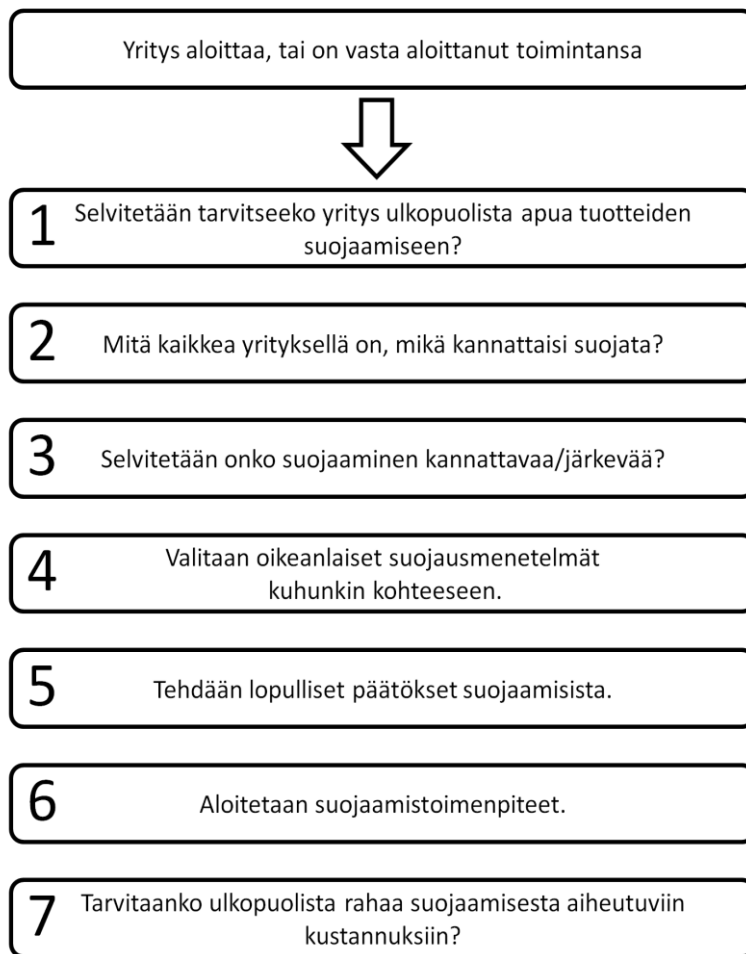 Yritys aloittaa, tai on vasta aloittanut toimintansa
1 Selvitetään tarvitseeko yritys ulkopuolista apua tuotteiden
suojaamiseen?
2 Mitä kaikkea yrityksellä on, mikä kannattaisi suojata?
3 Selvitetään onko suojaaminen kannattavaa/järkevää?
4 Valitaan oikeanlaiset suojausmenetelmät
kuhunkin kohteeseen.
5 Tehdään lopulliset päätökset suojaamisista.
6 Aloitetaan suojaamistoimenpiteet.
7 Tarvitaanko ulkopuolista rahaa suojaamisesta aiheutuviin
kustannuksiin?